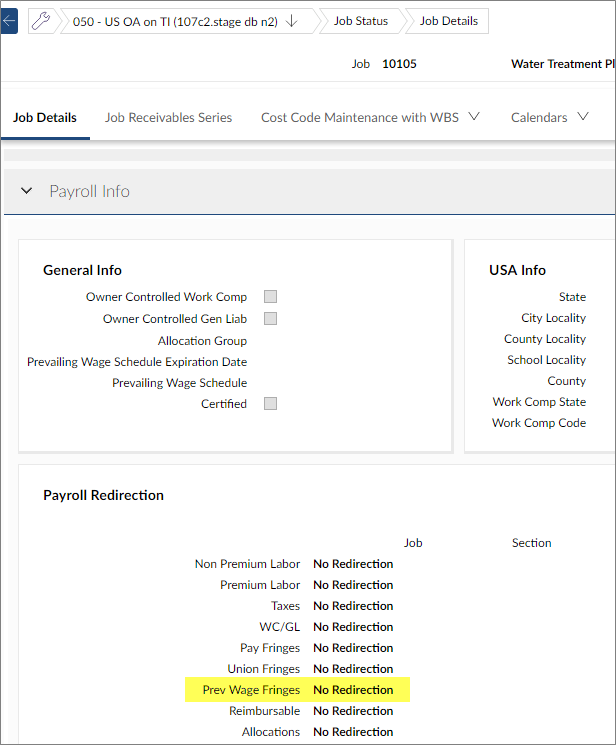 050 - US OA on TI (107c2.stage db n2) Job Status Job Details
Job 10105 Water Treatment Pl
Job Details Job Receivables Series Cost Code Maintenance with WBS Calendars
Payroll Info
General Info
Owner Controlled Work Comp
Owner Controlled Gen Liab
Allocation Group
Prevailing Wage Schedule Expiration Date
Prevailing Wage Schedule
Certified
USA Info
State
City Locality
County Locality
School Locality
County
Work Comp State
Work Comp Code
Payroll Redirection
Job Section
Non Premium Labor No Redirection
Premium Labor No Redirection
Taxes No Redirection
WC/GL No Redirection
Pay Fringes No Redirection
Union Fringes No Redirection
Prev Wage Fringes No Redirection
Reimbursable No Redirection
Allocations No Redirection